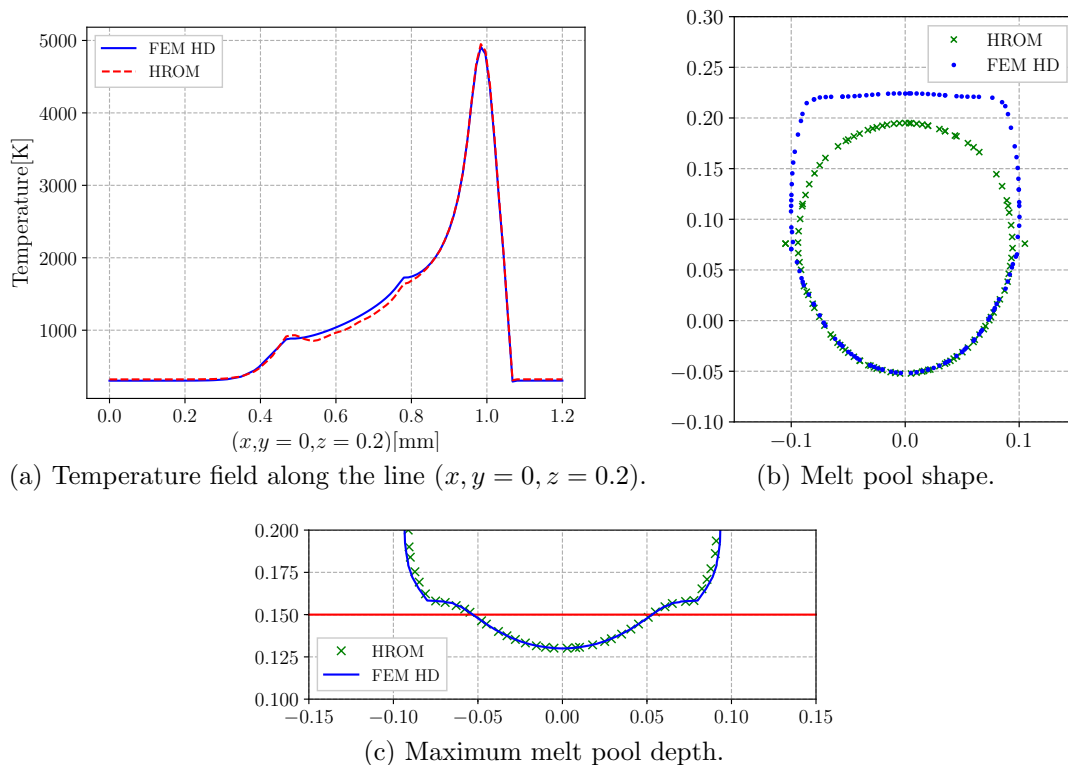 5000
4000
3000
2000
1000
Temperature[K]
FEM HD
HROM
0.0 0.2 0.4 0.6 0.8 1.0 1.2
(x,y = 0,z = 0.2)[mm]
(a) Temperature field along the line (x, y = 0, z = 0.2).
0.30
0.25
0.20
0.15
0.10
0.05
0.00
−0.05
−0.10
HROM
FEM HD
−0.1 0.0 0.1
(b) Melt pool shape.
0.200
0.175
0.150
0.125
0.100
HROM
FEM HD
−0.15 −0.10 −0.05 0.00 0.05 0.10 0.15
(c) Maximum melt pool depth.